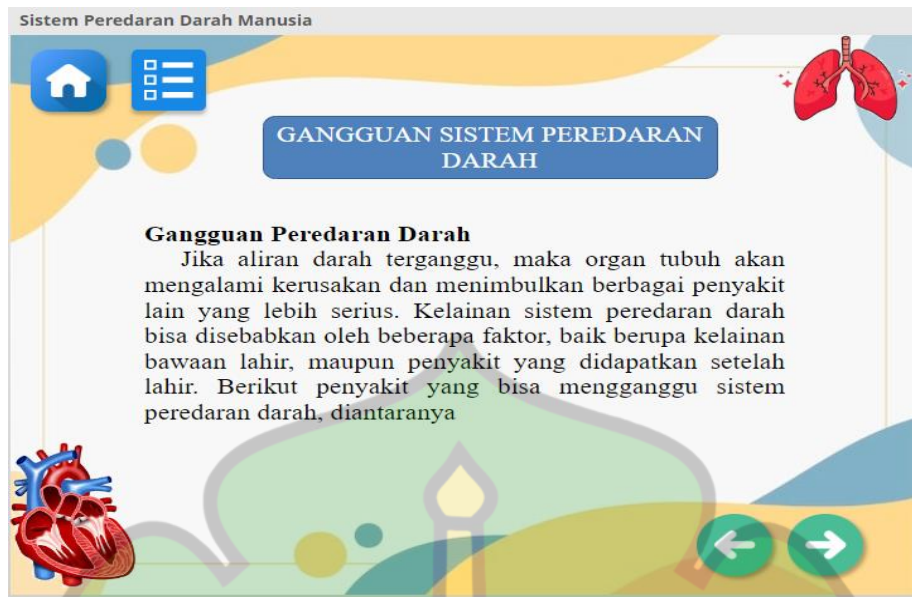 Sistem Peredaran Darah Manusia
GANGGUAN SISTEM PEREDARAN
DARAH
Gangguan Peredaran Darah
Jika aliran darah terganggu, maka organ tubuh akan
mengalami kerusakan dan menimbulkan berbagai penyakit
lain yang lebih serius. Kelainan sistem peredaran darah
bisa disebabkan oleh beberapa faktor, baik berupa kelainan
bawaan lahir, maupun penyakit yang didapatkan setelah
lahir. Berikut penyakit yang bisa mengganggu sistem
peredaran darah, diantaranya